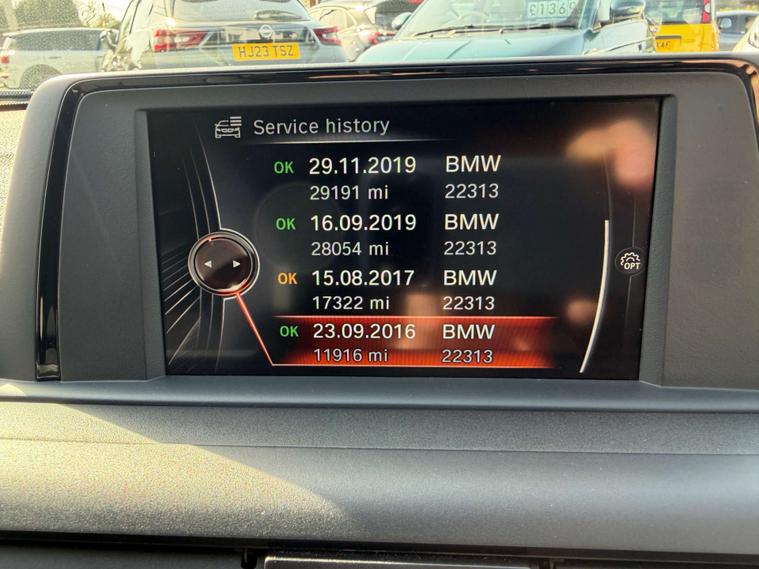 HJ23 TSZ
£1369
Service history
OK 29.11.2019 BMW
29191 mi 22313
OK 16.09.2019 BMW
28054 mi 22313
OK 15.08.2017 BMW
17322 mi 22313
OK 23.09.2016 BMW
11916 mi 22313
OPT